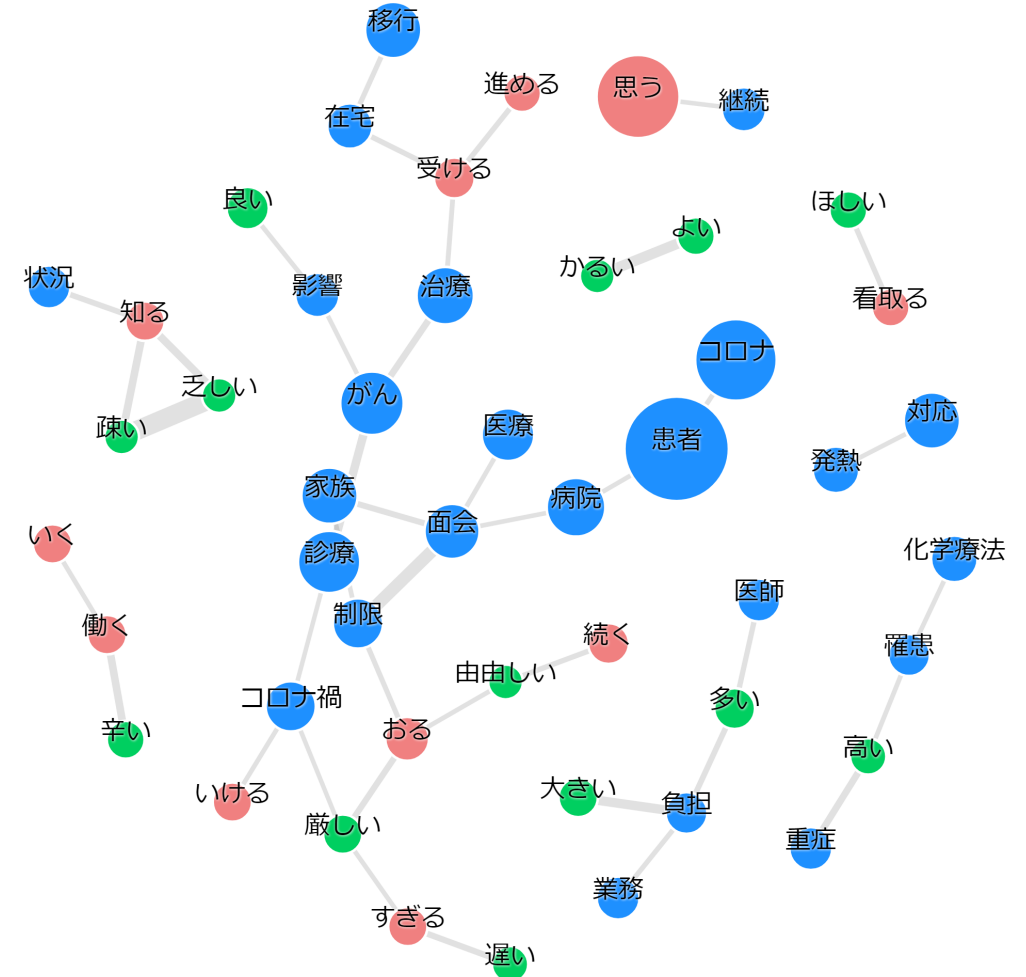 移行
進める
思う
継続
在宅
受ける
良い
ほしい
よい
かるい
状況
影響
治療
看取る
知る
コロナ
乏しい
がん
疎い
医療
患者
対応
発熱
家族
病院
面会
いく
診療
化学療法
医師
制限
働く
続く
罹患
由由しい
コロナ禍
多い
辛い
おる
高い
いける
大きい
負担
厳しい
重症
業務
すぎる
遅い